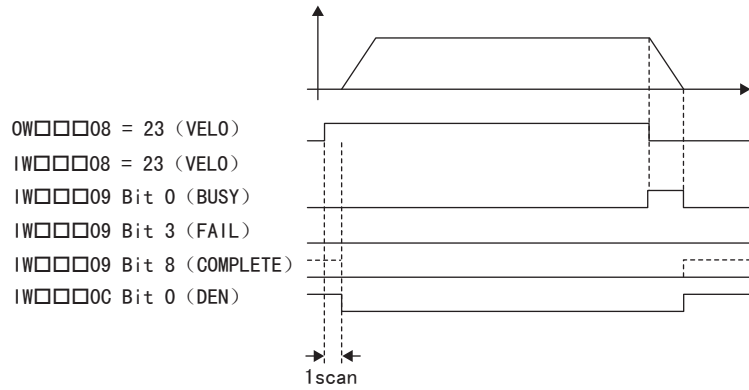 OW□□□08 = 23 (VELO)
IW□□□08 = 23 (VELO)
IW□□□09 Bit 0 (BUSY)
IW□□□09 Bit 3 (FAIL)
IW□□□09 Bit 8 (COMPLETE)
IW□□□0C Bit 0 (DEN)
1scan